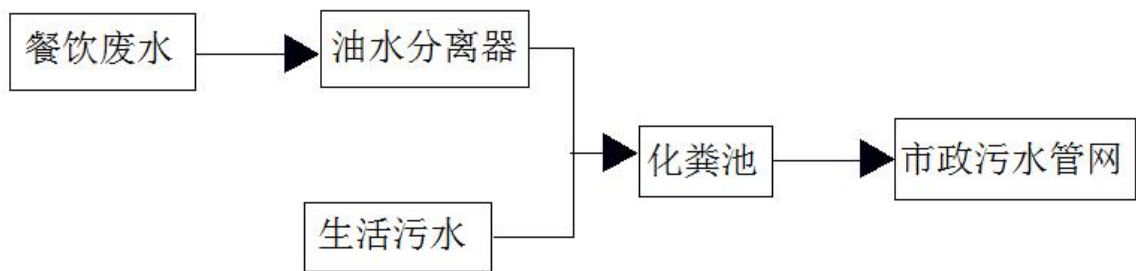 餐饮废水
油水分离器
化粪池
市政污水管网
生活污水